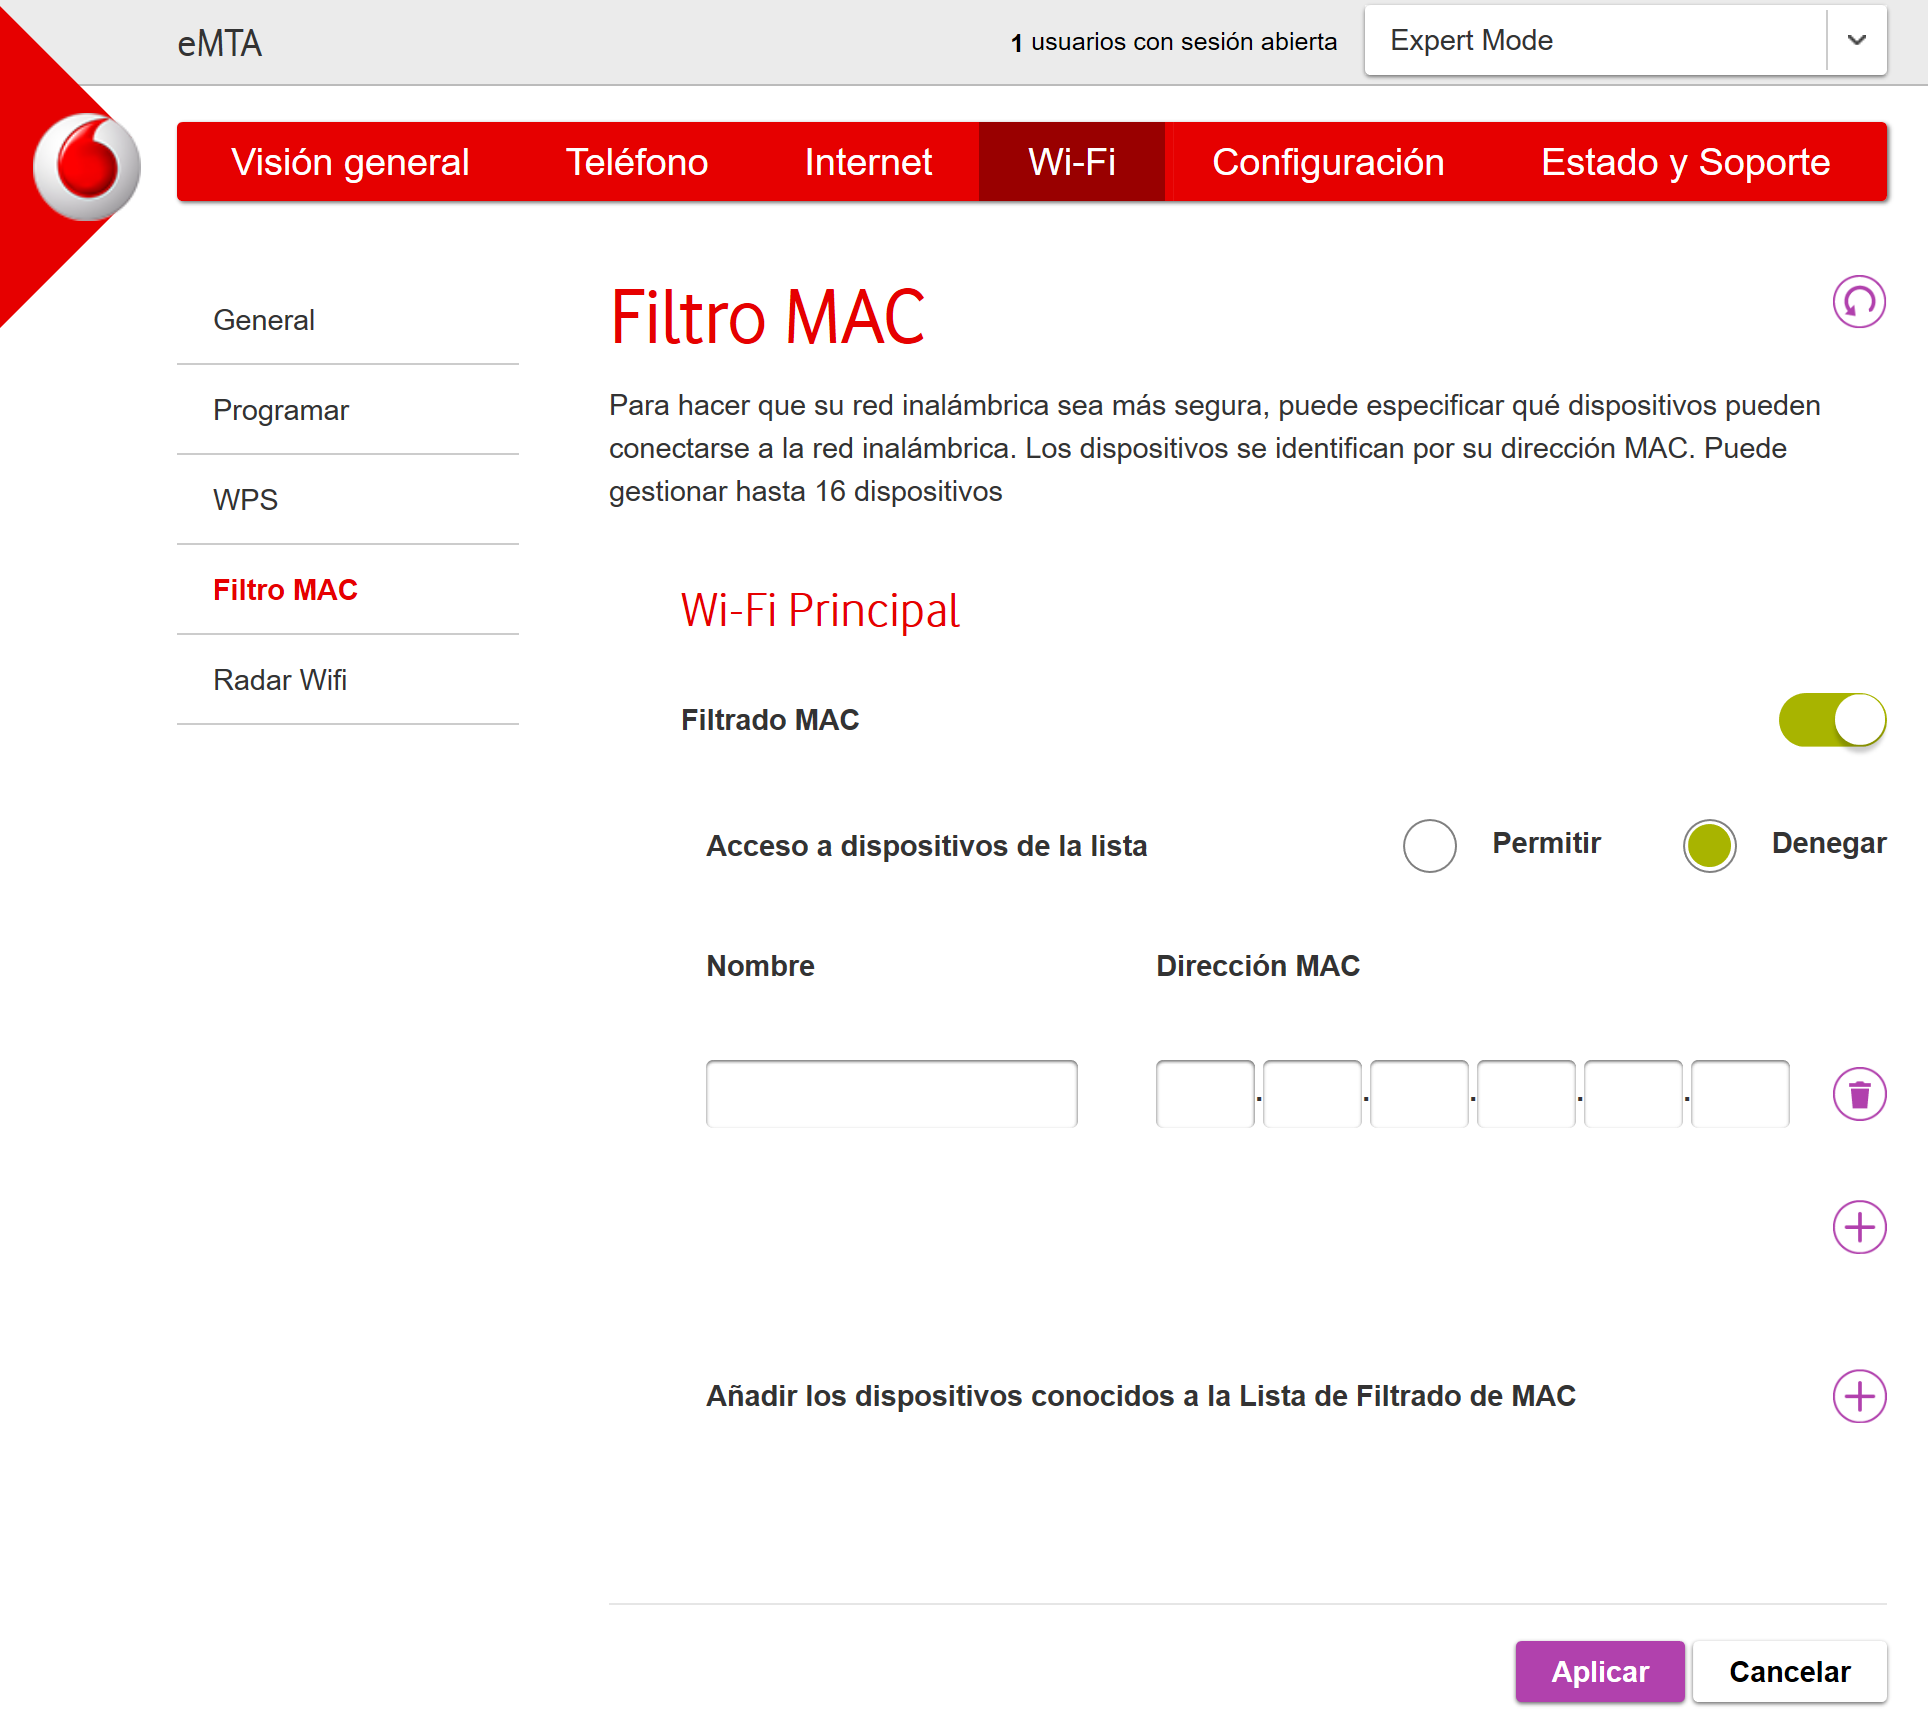 eMTA
1 usuarios con sesión abierta
Expert Mode
Visión general
Teléfono
Internet
Wi-Fi
Configuración
Estado y Soporte
General
Programar
WPS
Filtro MAC
Radar Wifi
Filtro MAC
Para hacer que su red inalámbrica sea más segura, puede especificar qué dispositivos pueden
conectarse a la red inalámbrica. Los dispositivos se identifican por su dirección MAC. Puede
gestionar hasta 16 dispositivos
Wi-Fi Principal
Filtrado MAC
Acceso a dispositivos de la lista
Permitir
Denegar
Nombre
Dirección MAC
. . . . .
Añadir los dispositivos conocidos a la Lista de Filtrado de MAC
Aplicar
Cancelar